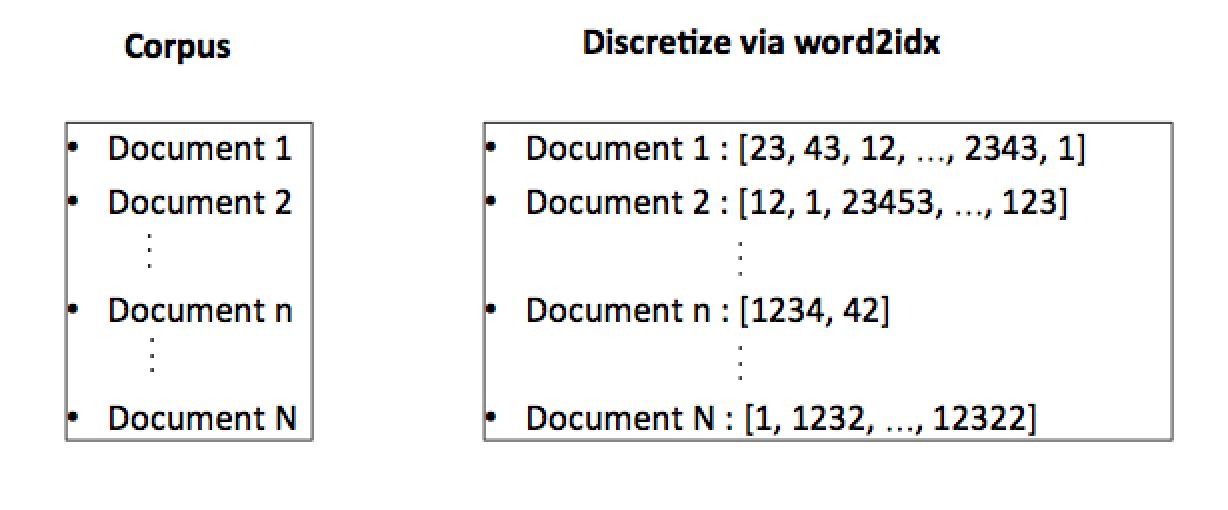 Corpus
• Document 1
• Document 2
⋮
• Document n
⋮
• Document N
Discretize via word2idx
• Document 1 : [23, 43, 12, ..., 2343, 1]
• Document 2 : [12, 1, 23453, ..., 123]
⋮
• Document n : [1234, 42]
⋮
• Document N : [1, 1232, ..., 12322]